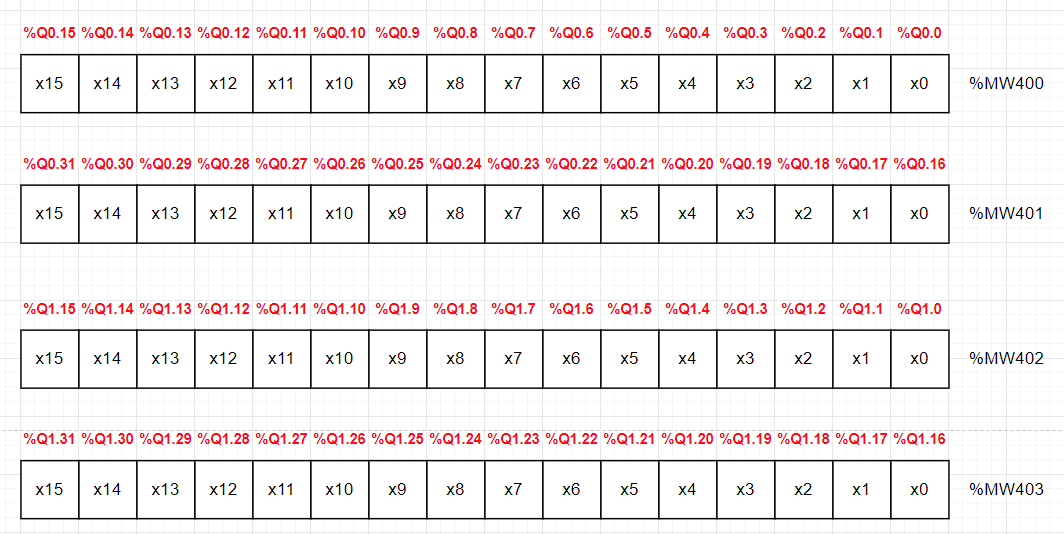 %Q0.15 %Q0.14 %Q0.13 %Q0.12 %Q0.11 %Q0.10 %Q0.9 %Q0.8 %Q0.7 %Q0.6 %Q0.5 %Q0.4 %Q0.3 %Q0.2 %Q0.1 %Q0.0
x15 x14 x13 x12 x11 x10 x9 x8 x7 x6 x5 x4 x3 x2 x1 x0 %MW400
%Q0.31 %Q0.30 %Q0.29 %Q0.28 %Q0.27 %Q0.26 %Q0.25 %Q0.24 %Q0.23 %Q0.22 %Q0.21 %Q0.20 %Q0.19 %Q0.18 %Q0.17 %Q0.16
x15 x14 x13 x12 x11 x10 x9 x8 x7 x6 x5 x4 x3 x2 x1 x0 %MW401
%Q1.15 %Q1.14 %Q1.13 %Q1.12 %Q1.11 %Q1.10 %Q1.9 %Q1.8 %Q1.7 %Q1.6 %Q1.5 %Q1.4 %Q1.3 %Q1.2 %Q1.1 %Q1.0
x15 x14 x13 x12 x11 x10 x9 x8 x7 x6 x5 x4 x3 x2 x1 x0 %MW402
%Q1.31 %Q1.30 %Q1.29 %Q1.28 %Q1.27 %Q1.26 %Q1.25 %Q1.24 %Q1.23 %Q1.22 %Q1.21 %Q1.20 %Q1.19 %Q1.18 %Q1.17 %Q1.16
x15 x14 x13 x12 x11 x10 x9 x8 x7 x6 x5 x4 x3 x2 x1 x0 %MW403